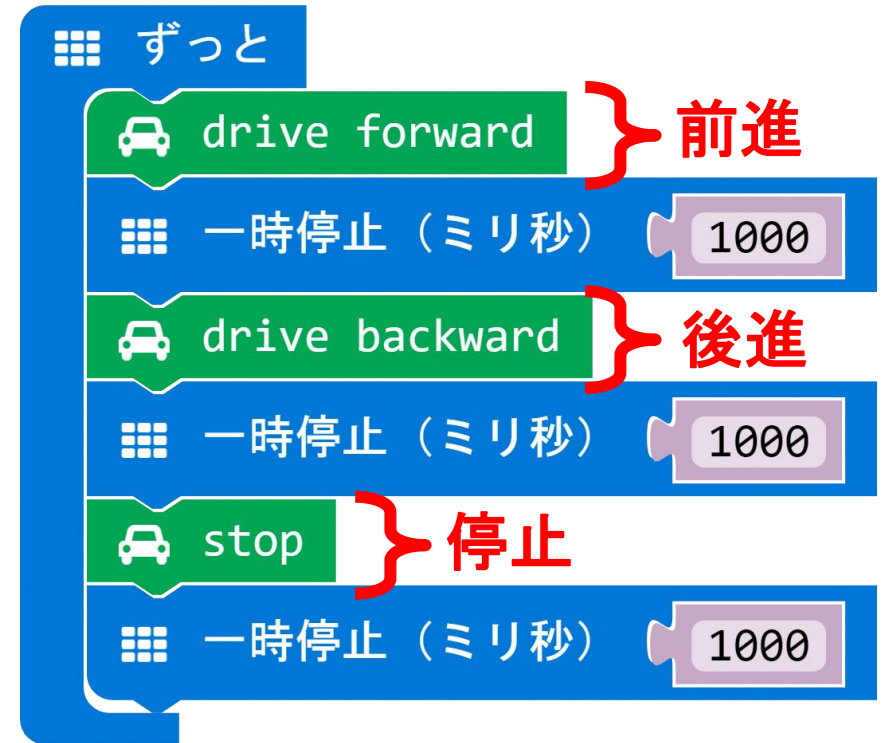 ずっと
drive forward 前進
一時停止（ミリ秒） 1000
drive backward 後進
一時停止（ミリ秒） 1000
stop 停止
一時停止（ミリ秒） 1000